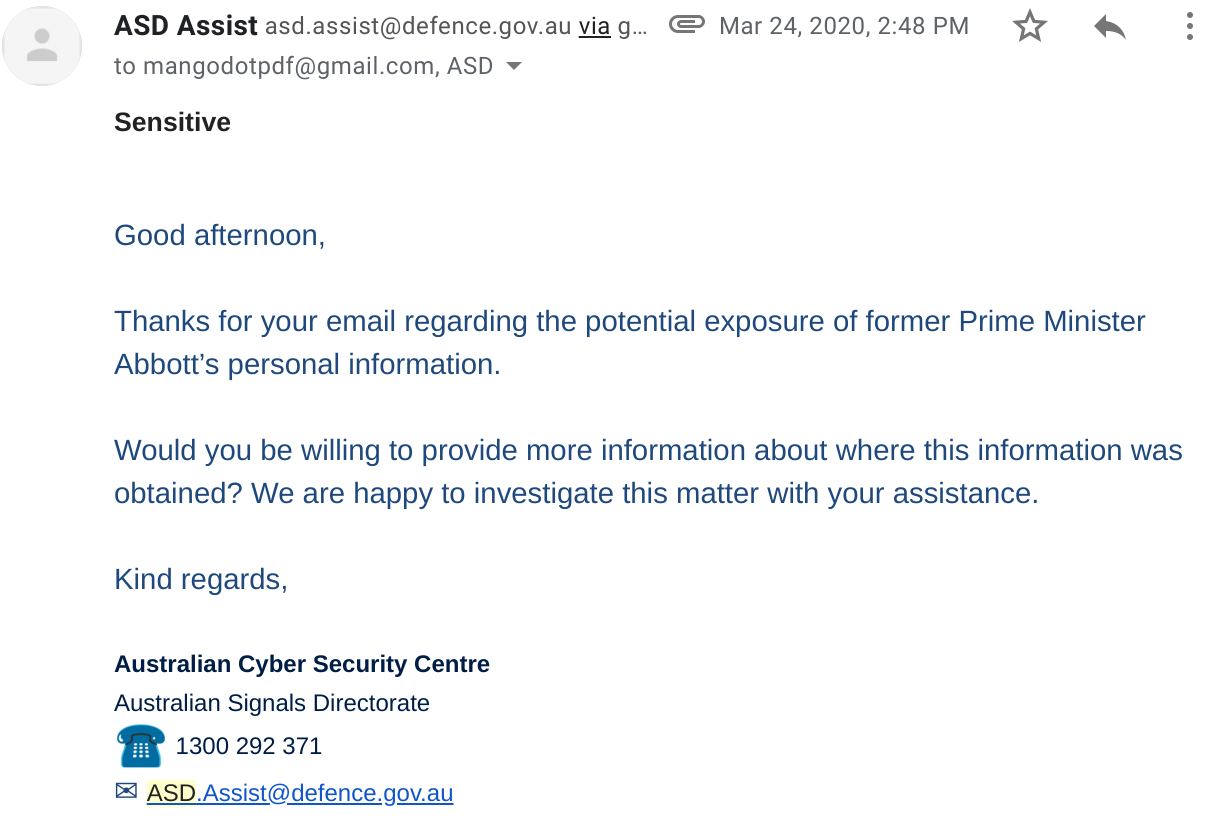 ASD Assist asd.assist@defence.gov.au via g... Mar 24, 2020, 2:48 PM
to mangodotpdf@gmail.com, ASD
Sensitive
Good afternoon,
Thanks for your email regarding the potential exposure of former Prime Minister
Abbott’s personal information.
Would you be willing to provide more information about where this information was
obtained? We are happy to investigate this matter with your assistance.
Kind regards,
Australian Cyber Security Centre
Australian Signals Directorate
1300 292 371
ASD.Assist@defence.gov.au